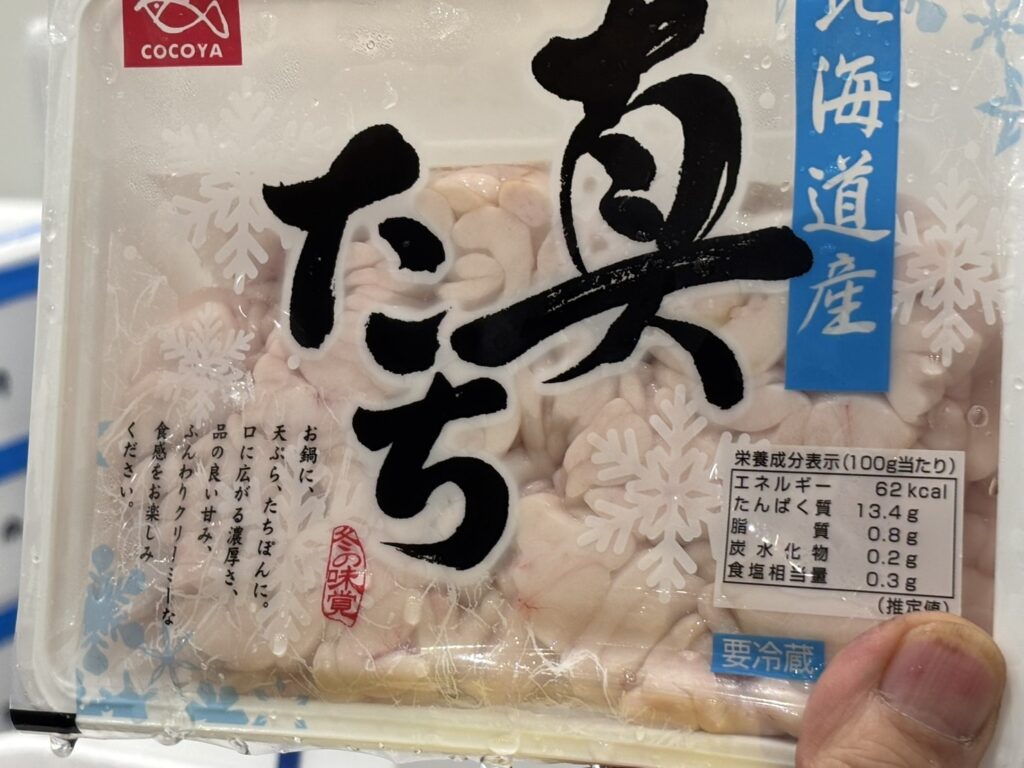 COCOYA
北海道産
真
たち
お鍋に、
天ぷら、たちぽんに。
口に広がる濃厚さ、
品の良い甘み、
ふんわりクリーミーな
食感をお楽しみ
ください。
冬の味覚
栄養成分表示(100g当たり)
エネルギー 62kcal
たんぱく質 13.4g
脂質 0.8g
炭水化物 0.2g
食塩相当量 0.3g
(推定値)
要冷蔵